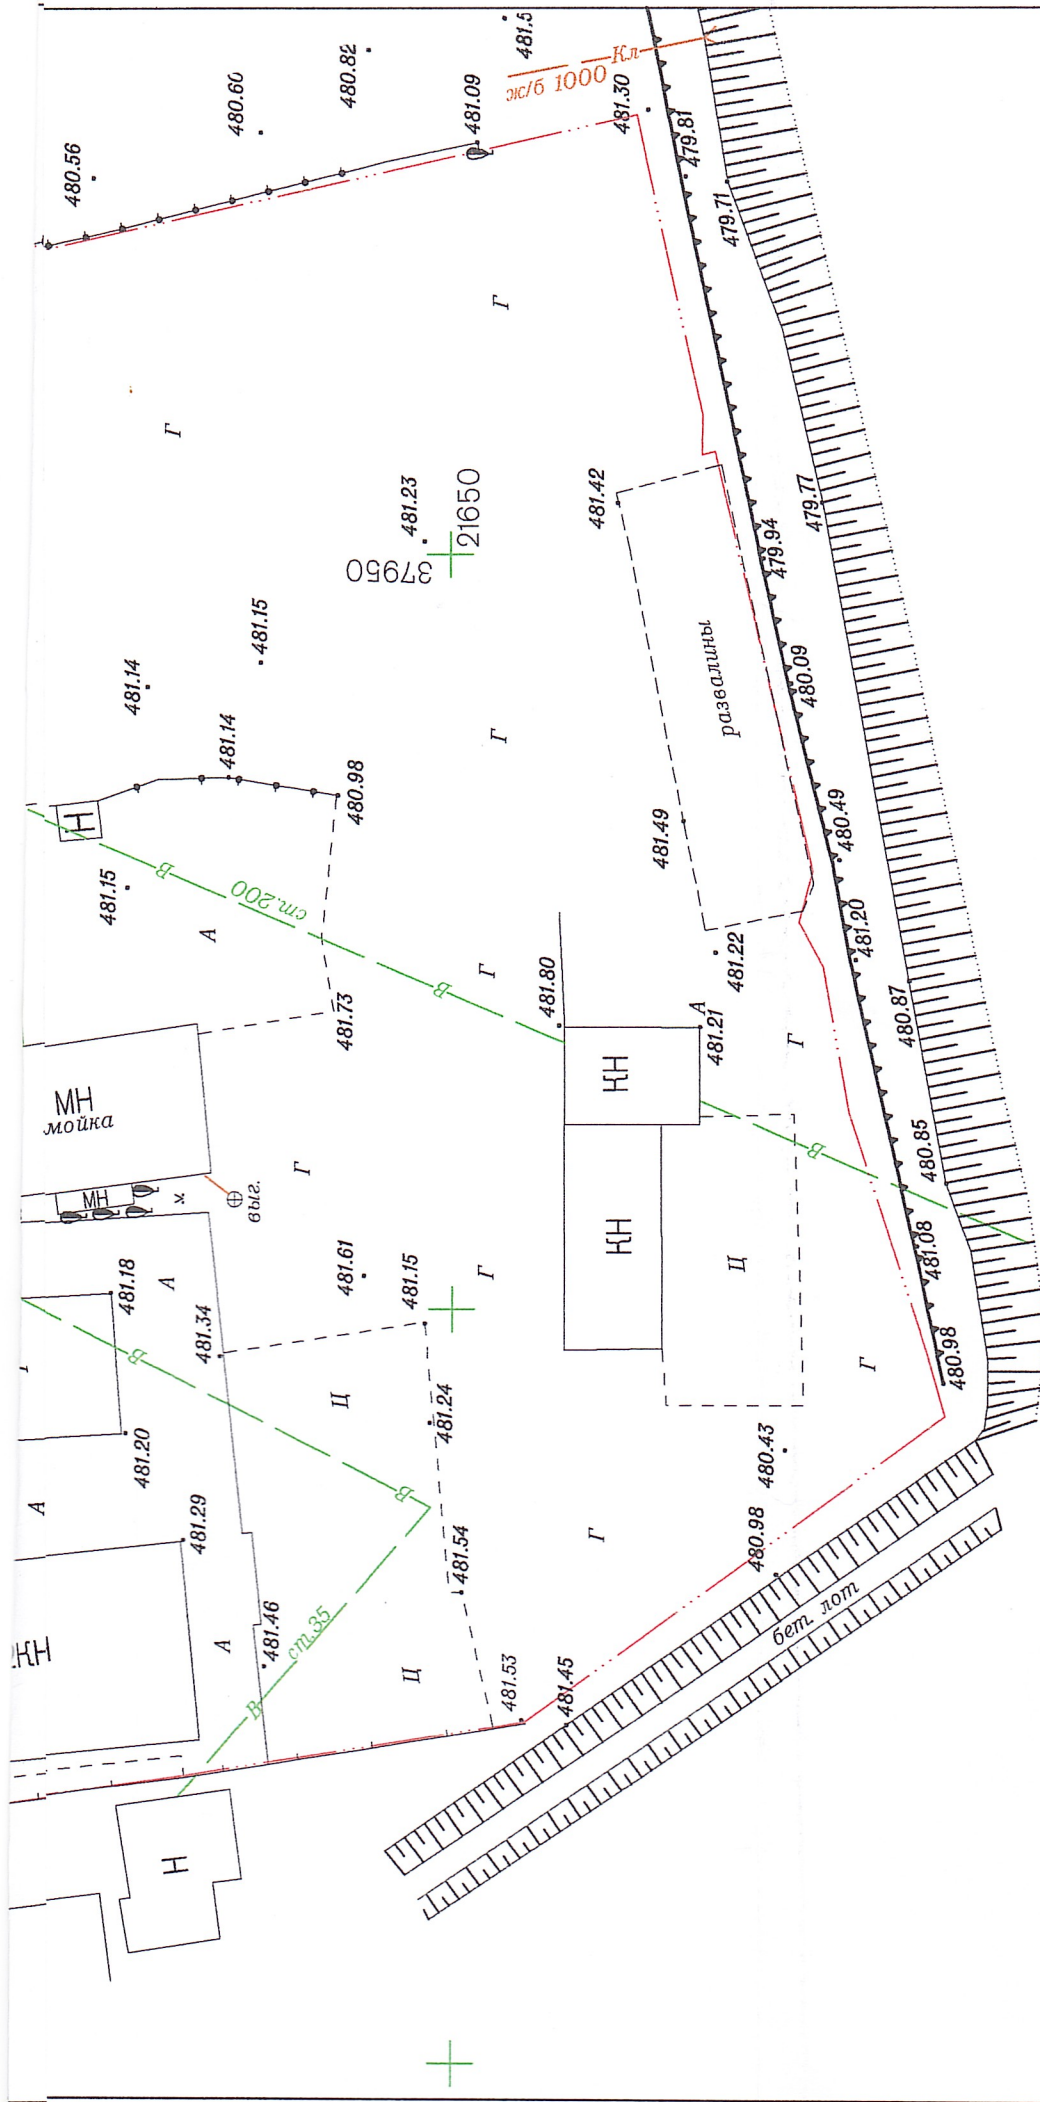 480.56
480.60
480.82
481.5
Кл
1000 б/ж
481.09
481.30
479.81
479.71
Г
Г
481.23
37950
21650
481.42
479.77
479.94
481.15
481.14
развалины
480.09
481.14
Г
480.98
Н
481.49
480.49
481.15
В
ст.200
А
481.20
481.22
В
Г
481.80
481.73
480.87
А
481.21
Г
КН
МН
мойка
В
480.85
Г
МН
м
выг.
КН
Ц
481.08
481.61
Г
481.18
А
481.15
481.34
В
480.98
Г
Ц
481.24
481.20
480.43
А
В
481.29
Г
480.98
481.54
бет. лот
КН
А
481.46
ст.35
Ц
В
481.53
481.45
Н